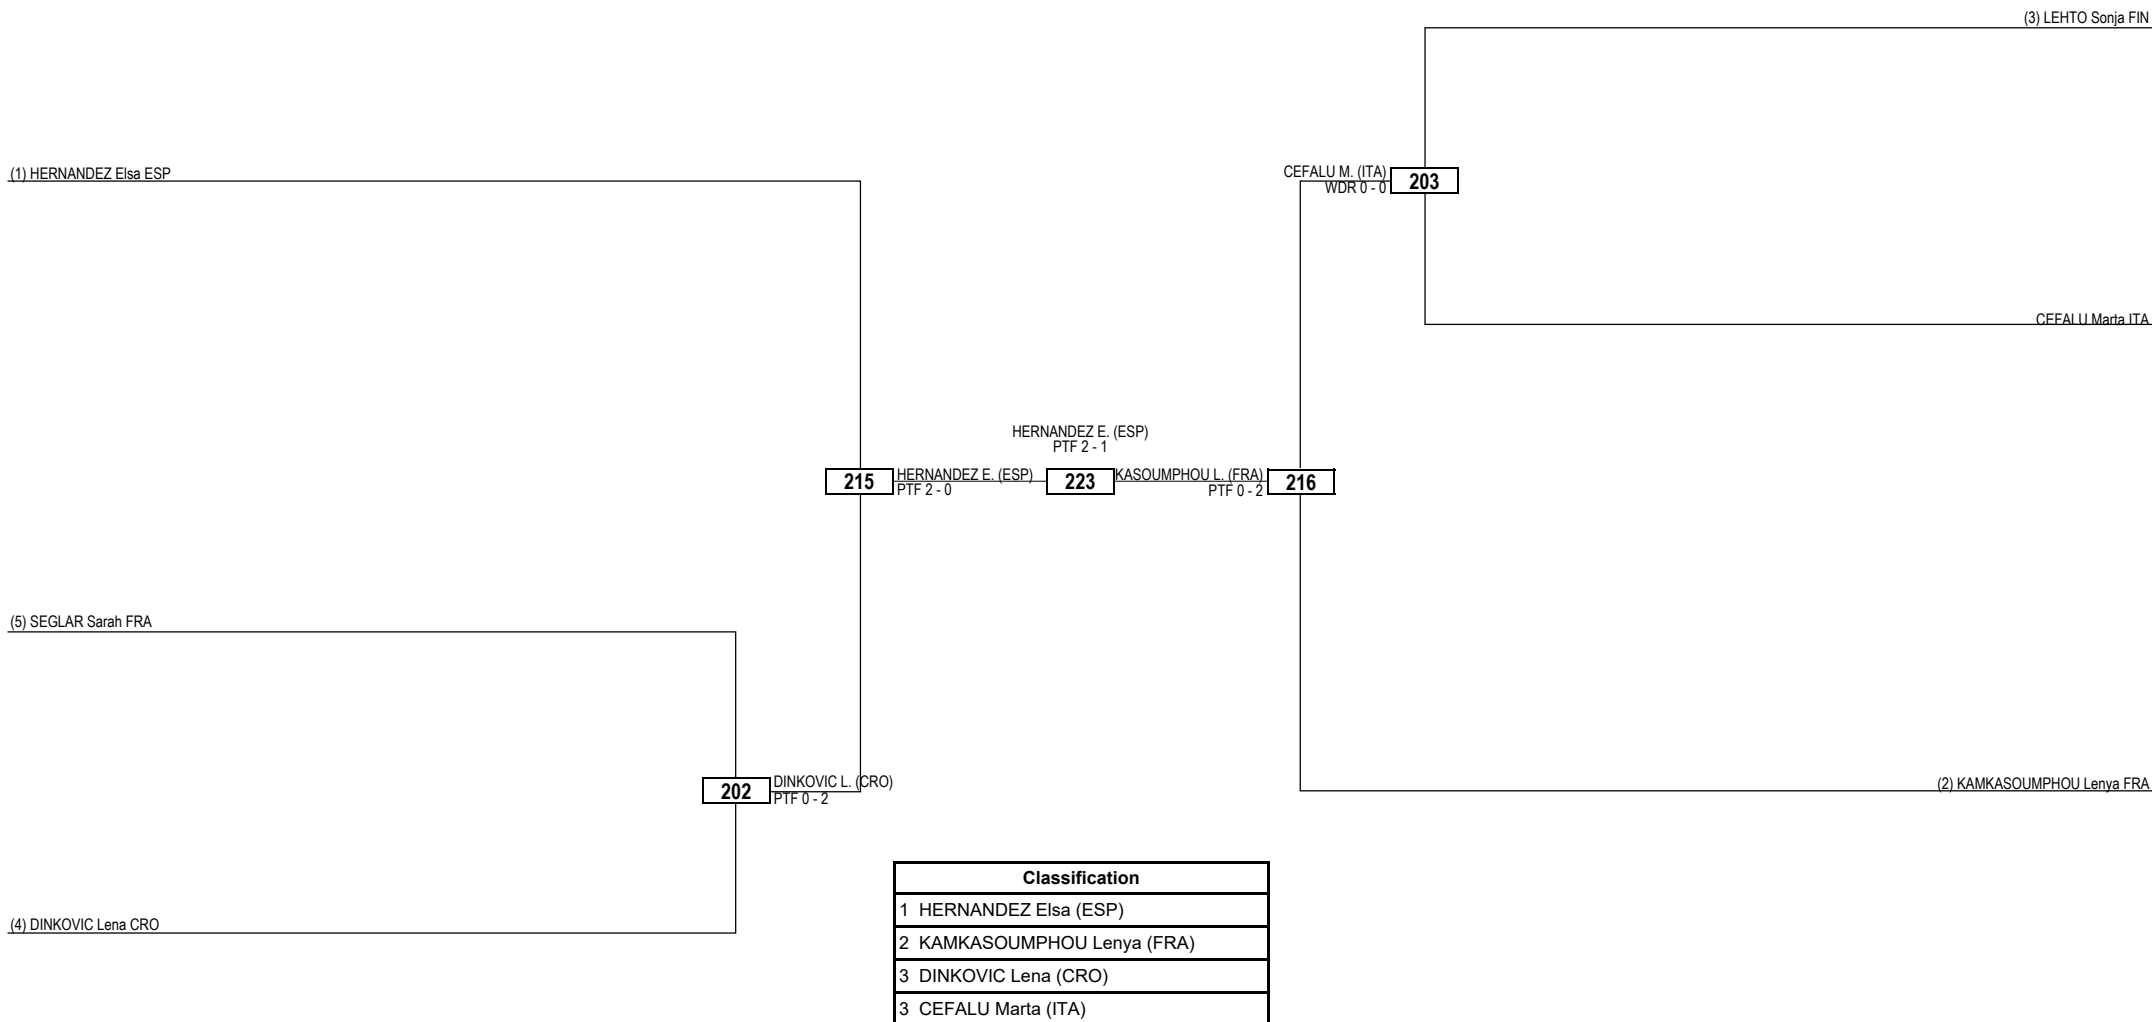 (3) LEHTO Sonja FIN
(1) HERNANDEZ Elsa ESP
CEFALU M. (ITA)
WDR 0 - 0
203
CEFALU Marta ITA
HERNANDEZ E. (ESP)
PTF 2 - 1
215
HERNANDEZ E. (ESP)
PTF 2 - 0
223
KASOUMPHOU L. (FRA)
PTF 0 - 2
216
(5) SEGLAR Sarah FRA
202
DINKOVIC L. (CRO)
PTF 0 - 2
(2) KAMKASOUMPHOU Lenya FRA
(4) DINKOVIC Lena CRO
Classification
1 HERNANDEZ Elsa (ESP)
2 KAMKASOUMPHOU Lenya (FRA)
3 DINKOVIC Lena (CRO)
3 CEFALU Marta (ITA)